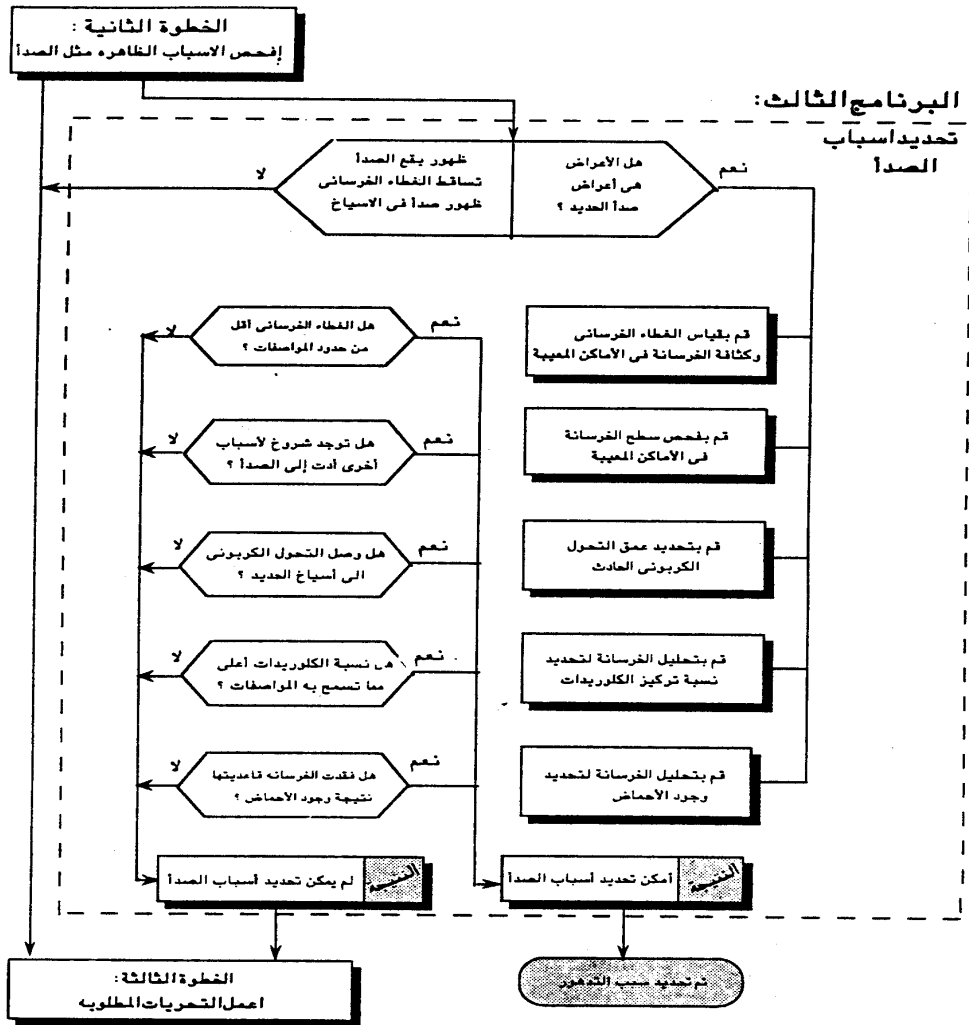 الخطوة الثانية :
إفحص الاسباب الظاهره مثل الصدأ
البرنامج الثالث:
تحديد اسباب
الصدأ
نعم
هل الأعراض
هى أعراض
صدأ الحديد ؟
ظهور بقع الصدأ
تساقط الغطاء الخرسانى
ظهور صدأ فى الاسياخ
لا
قم بقياس الغطاء الخرسانى
وكثافة الخرسانة فى الأماكن المعيبة
نعم
هل الغطاء الخرسانى أقل
من حدود المواصفات ؟
لا
قم بفحص سطح الخرسانة
فى الأماكن المعيبة
نعم
هل توجد شروخ لأسباب
أخرى أدت إلى الصدأ ؟
لا
قم بتحديد عمق التحول
الكربونى الحادث
نعم
هل وصل التحول الكربونى
الى أسياخ الحديد ؟
لا
قم بتحليل الخرسانة لتحديد
نسبة تركيز الكلوريدات
نعم
هل نسبة الكلوريدات أعلى
مما تسمح به المواصفات ؟
لا
قم بتحليل الخرسانة لتحديد
وجود الأحماض
نعم
هل فقدت الخرسانه قاعديتها
نتيجة وجود الأحماض ؟
لا
النتيجة
أمكن تحديد أسباب الصدأ
النتيجة
لم يمكن تحديد أسباب الصدأ
تم تحديد سبب التدهور
الخطوة الثالثة:
اعمل التحريات المطلوبه